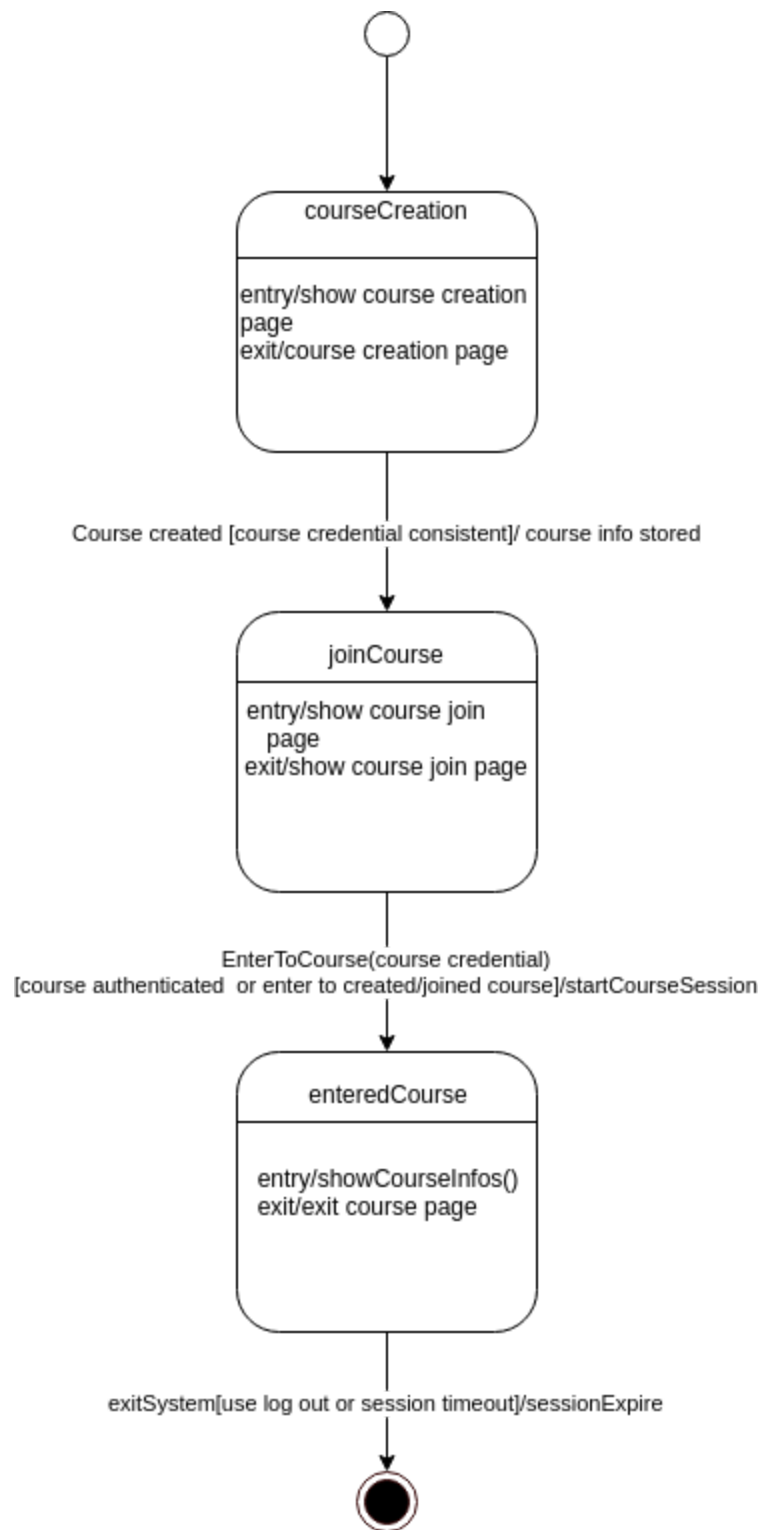 courseCreation
entry/show course creation
page
exit/course creation page
Course created [course credential consistent]/ course info stored
joinCourse
entry/show course join
page
exit/show course join page
EnterToCourse(course credential)
[course authenticated  or enter to created/joined course]/startCourseSession
enteredCourse
entry/showCourseInfos()
exit/exit course page
exitSystem[use log out or session timeout]/sessionExpire